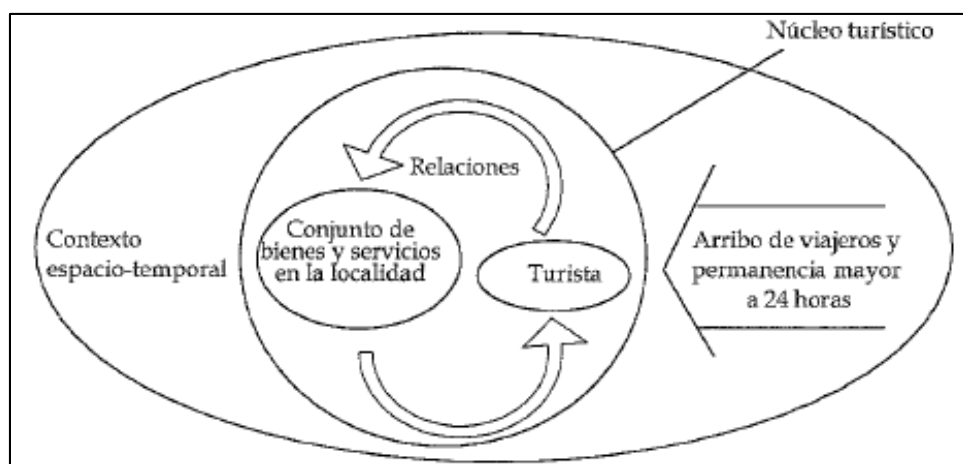 Núcleo turístico
Relaciones
Contexto
espacio-temporal
Conjunto de
bienes y servicios
en la localidad
Turista
Arribo de viajeros y
permanencia mayor
a 24 horas